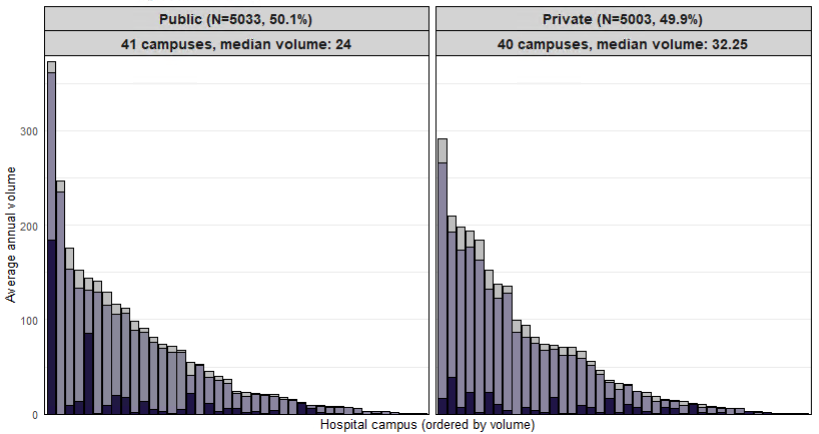 Public (N=5033, 50.1%)
Private (N=5003, 49.9%)
41 campuses, median volume: 24
40 campuses, median volume: 32.25
Average annual volume
300
200
100
0
Hospital campus (ordered by volume)